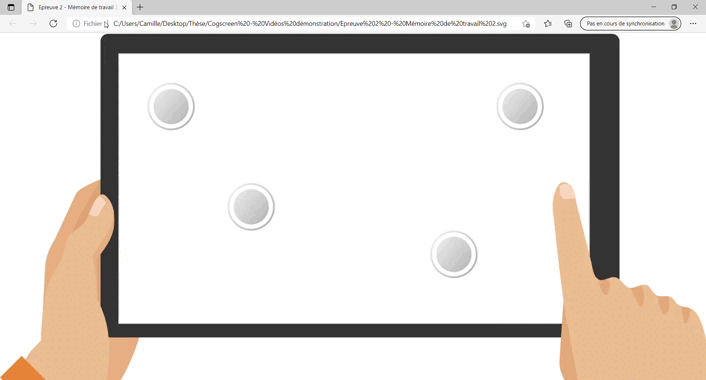 Epreuve 2 - Mémoire de travail
Fichier
C:/Users/Camille/Desktop/Thèse/Cogscreen%20-%20Vidéos%20démonstration/Epreuve%202%20-%20Mémoire%20de%20travail%202.svg
Pas en cours de synchronisation